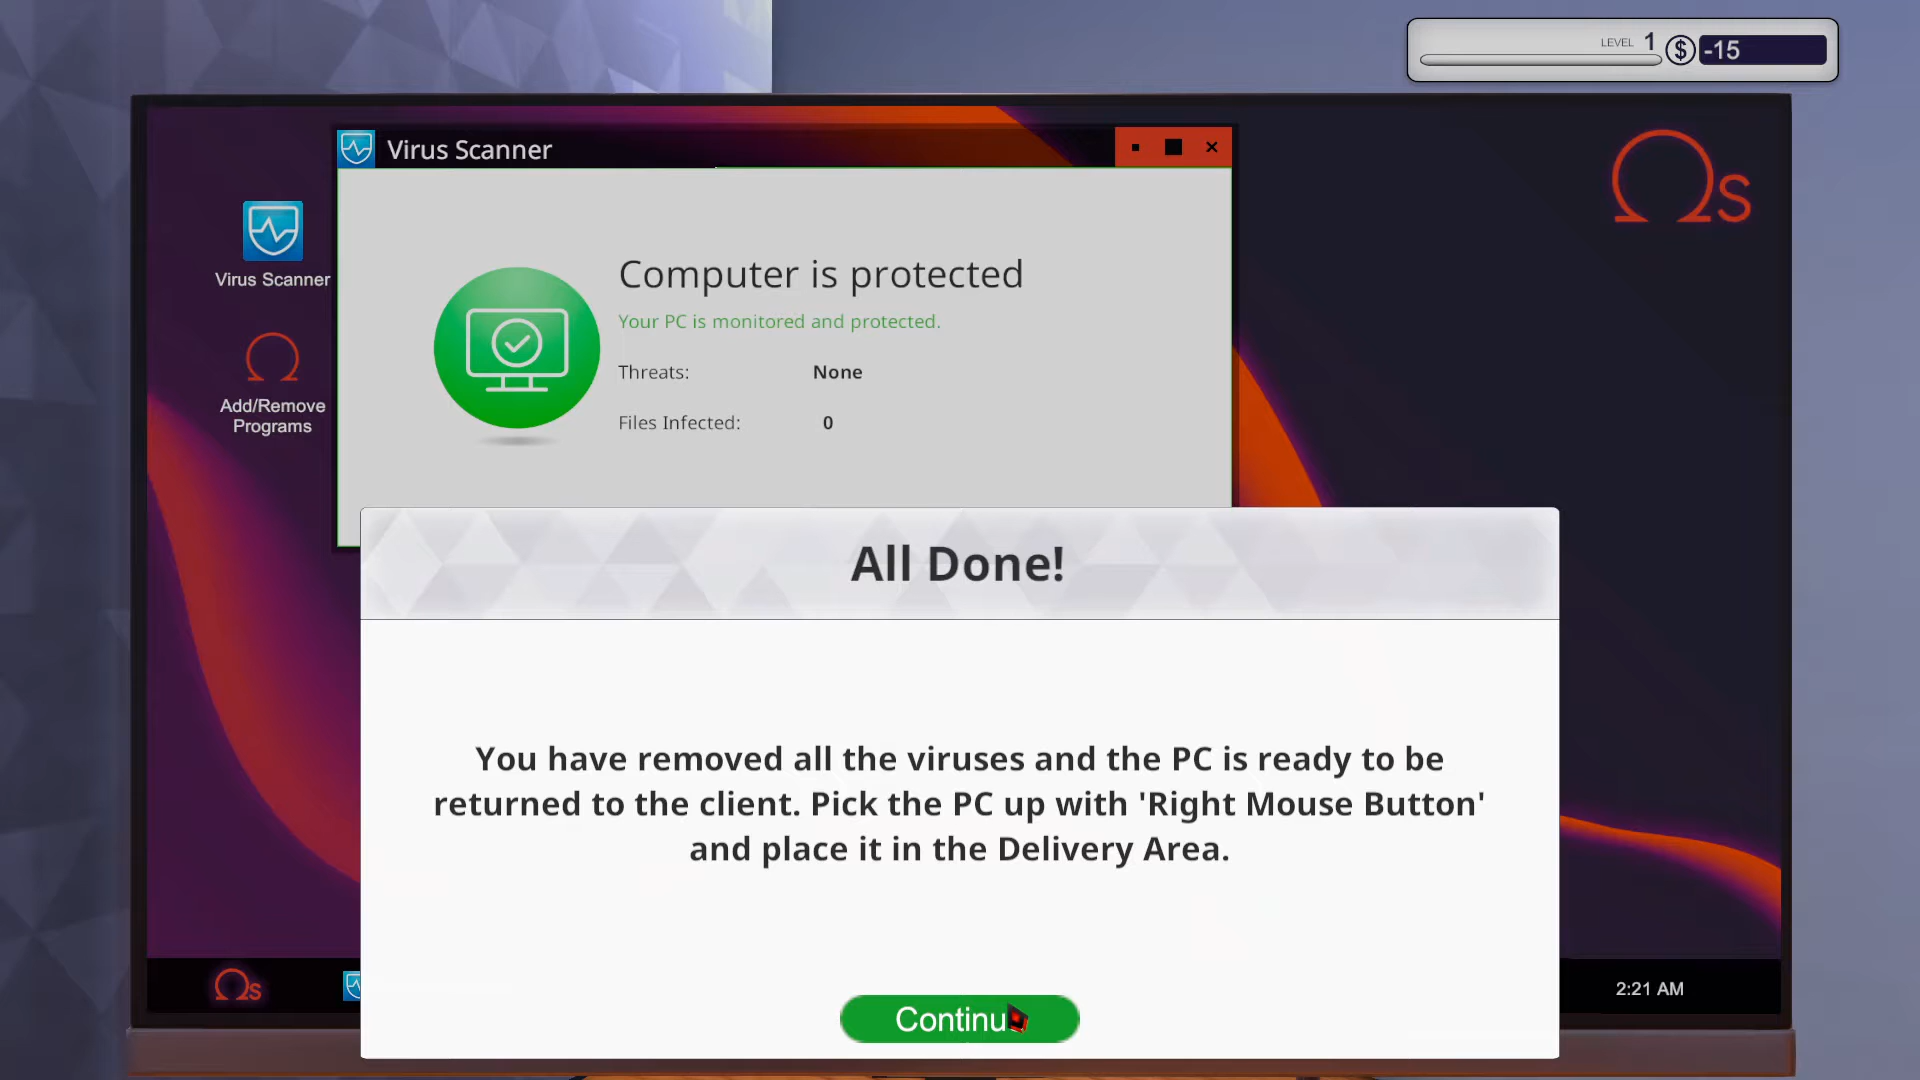 LEVEL 1 $ -15
Virus Scanner
Ωs
Virus Scanner
Computer is protected
Your PC is monitored and protected.
Threats: None
Files Infected: 0
Add/Remove
Programs
All Done!
You have removed all the viruses and the PC is ready to be
returned to the client. Pick the PC up with 'Right Mouse Button'
and place it in the Delivery Area.
Continu
Ωs
2:21 AM